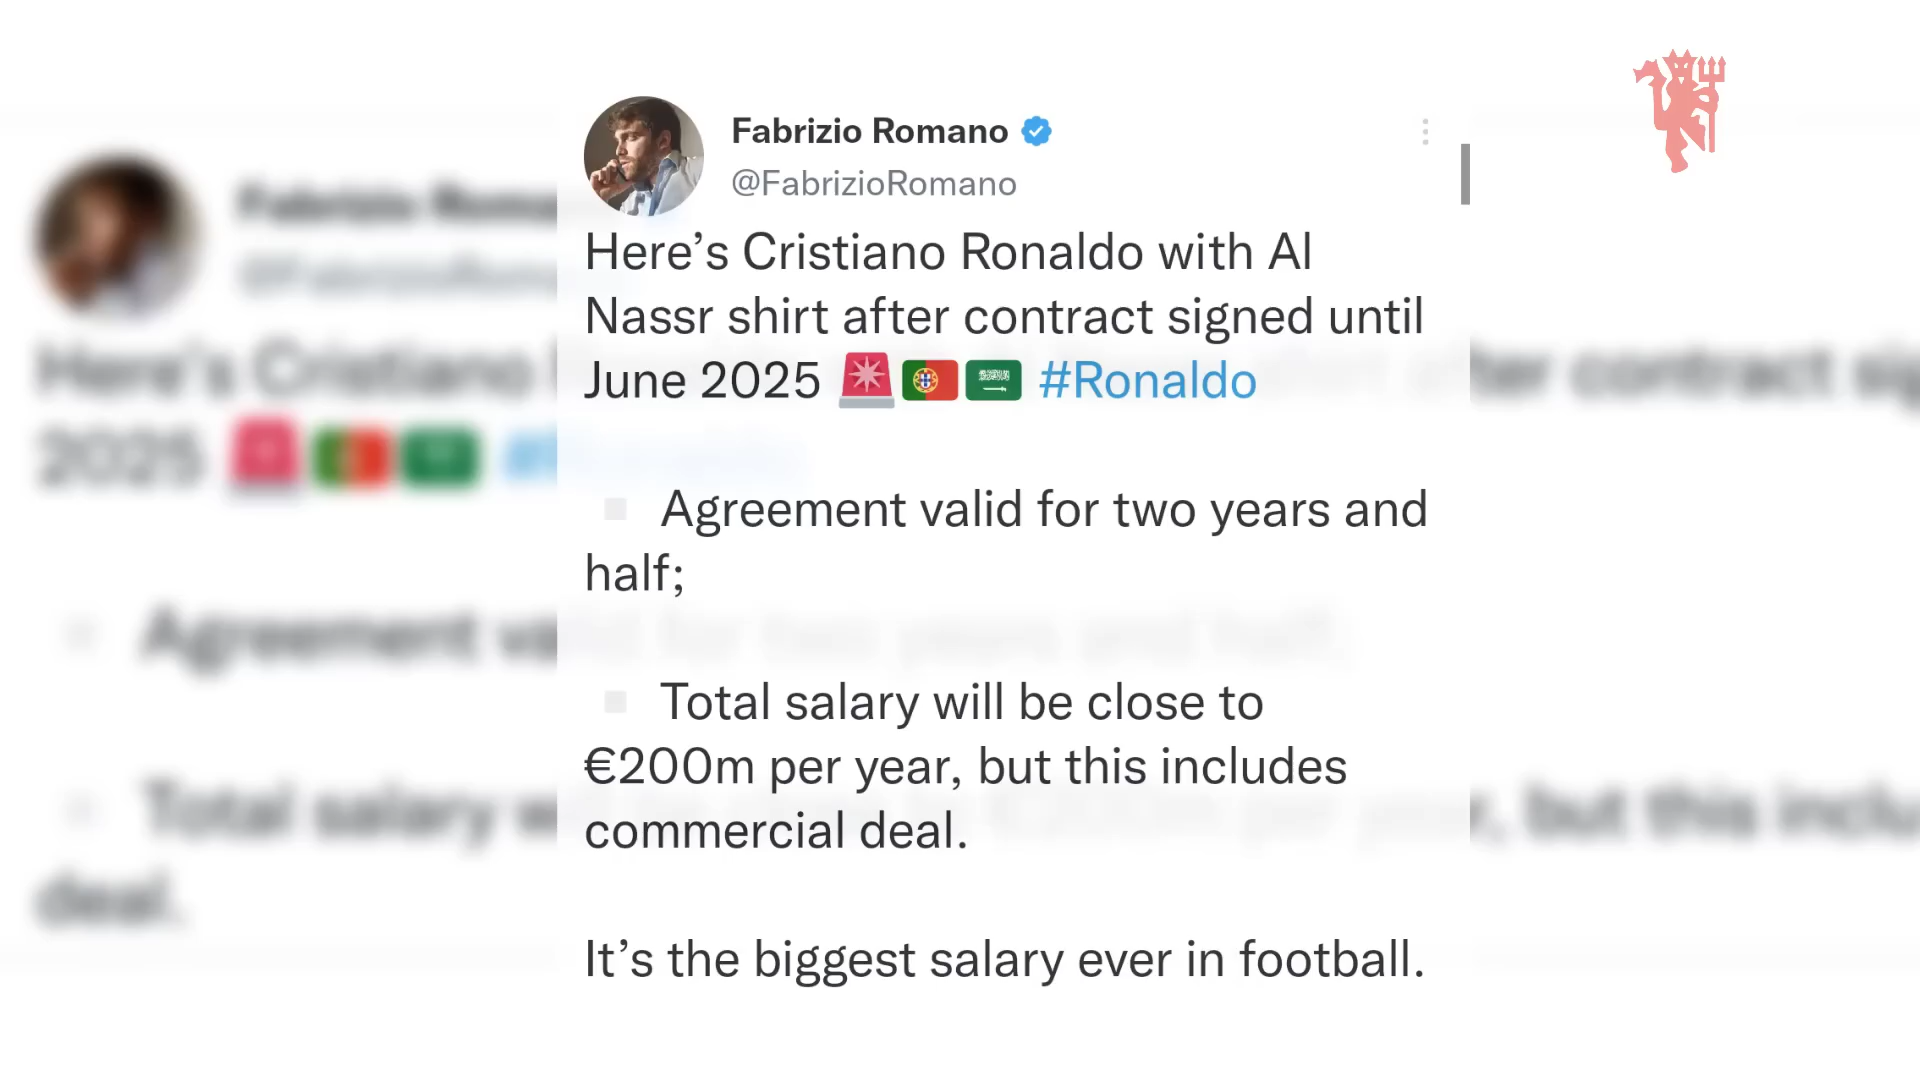 Fabrizio Romano
@FabrizioRomano
Here’s Cristiano Ronaldo with Al
Nassr shirt after contract signed until
June 2025 🚨🇵🇹🇸🇦 #Ronaldo
▫️ Agreement valid for two years and
half;
▫️ Total salary will be close to
€200m per year, but this includes
commercial deal.
It’s the biggest salary ever in football.